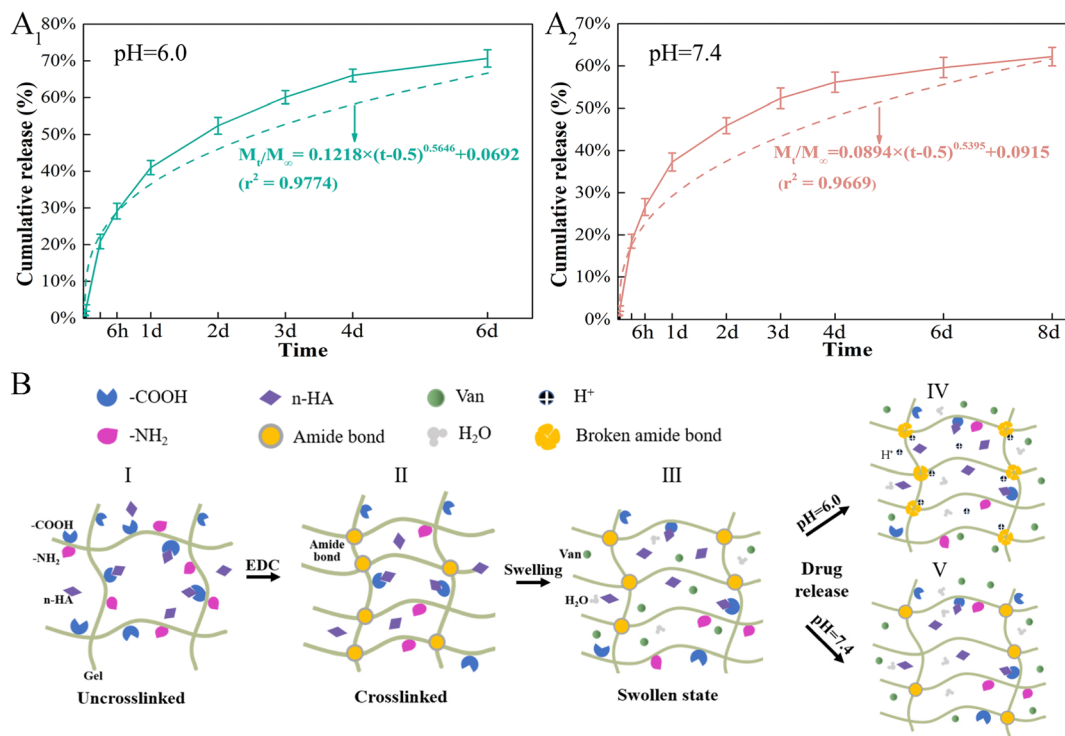 A1
pH=6.0
Cumulative release (%)
80%
70%
60%
50%
40%
30%
20%
10%
0%
Mt/M∞= 0.1218×(t-0.5)^0.5646+0.0692
(r² = 0.9774)
6h 1d 2d 3d 4d 6d
Time
A2
pH=7.4
Cumulative release (%)
70%
60%
50%
40%
30%
20%
10%
0%
Mt/M∞=0.0894×(t-0.5)^0.5395+0.0915
(r² = 0.9669)
6h 1d 2d 3d 4d 6d 8d
Time
B
-COOH n-HA Van H⁺
-NH₂ Amide bond H₂O Broken amide bond
I
-COOH
-NH₂
n-HA
Gel
Uncrosslinked
EDC
II
Amide
bond
Crosslinked
Swelling
III
Van
H₂O
Swollen state
pH=6.0
Drug
release
pH=7.4
IV
H⁺
V